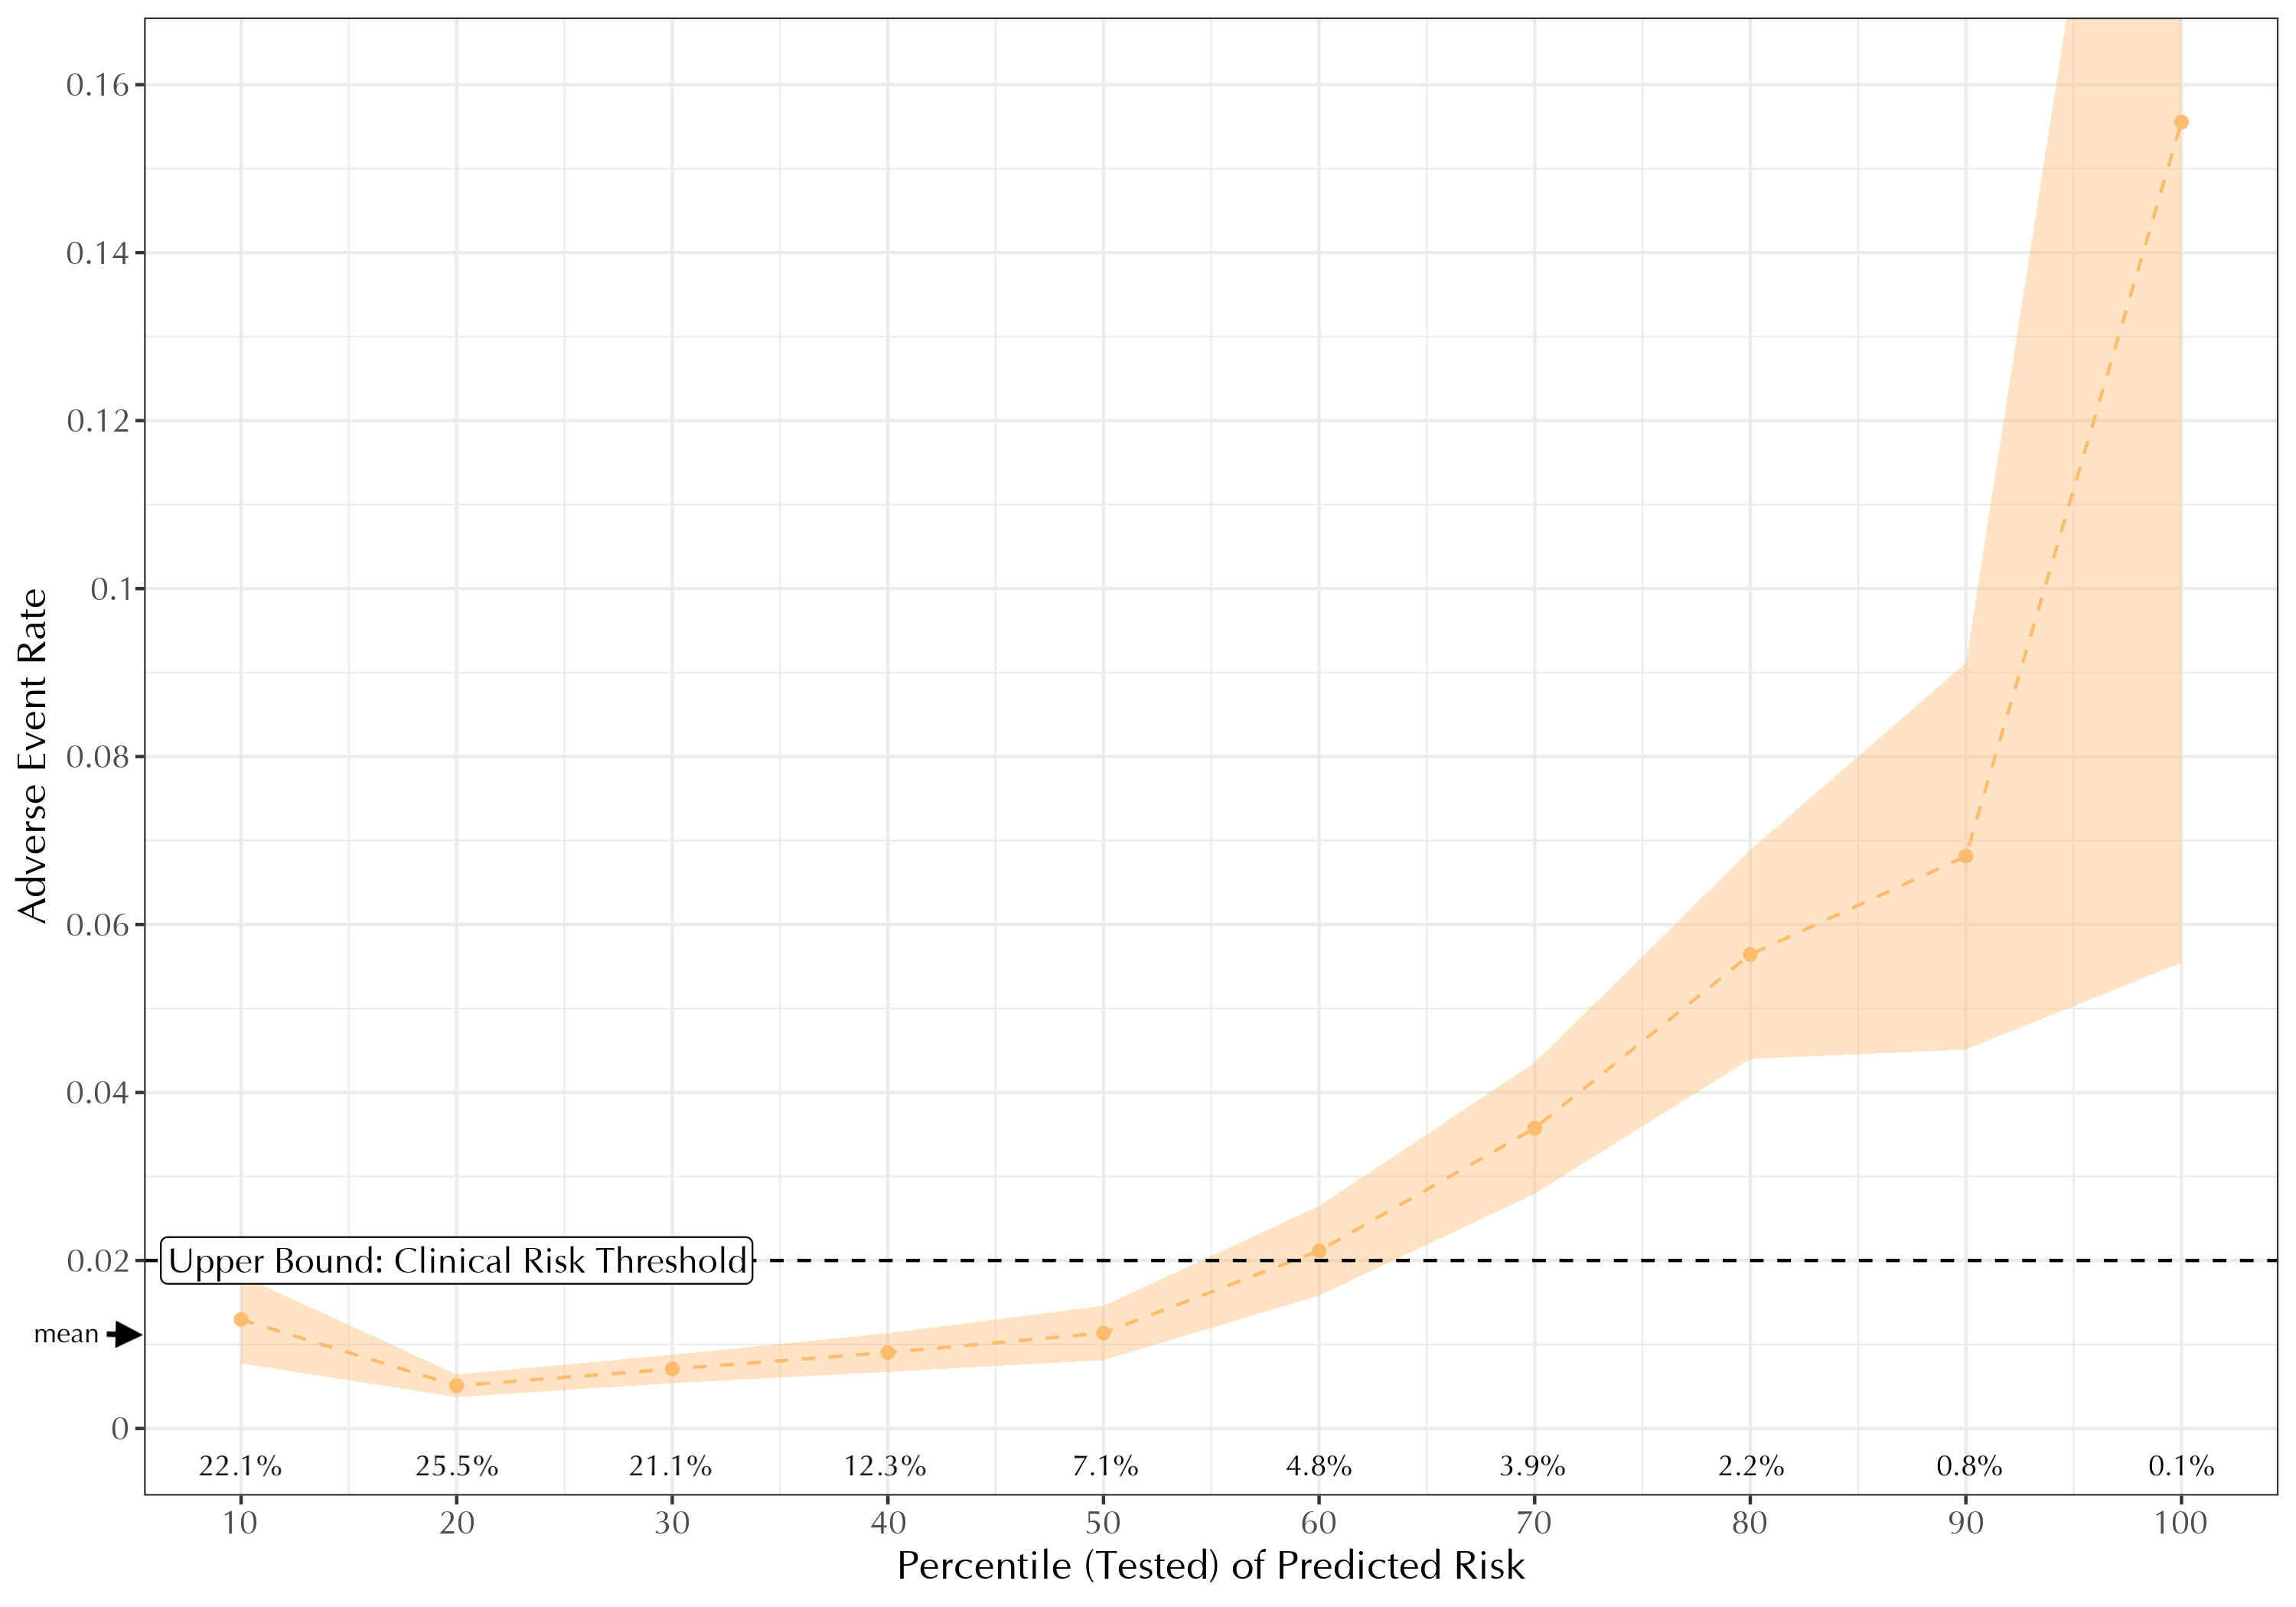 0.16
0.14
0.12
0.1
0.08
0.06
0.04
0.02
0
Adverse Event Rate
Upper Bound: Clinical Risk Threshold
mean
22.1% 25.5% 21.1% 12.3% 7.1% 4.8% 3.9% 2.2% 0.8% 0.1%
10 20 30 40 50 60 70 80 90 100
Percentile (Tested) of Predicted Risk